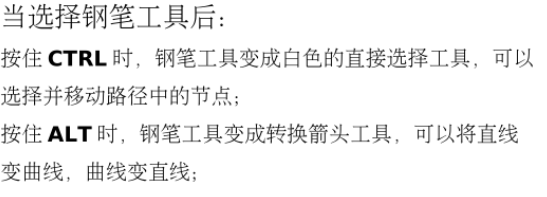 当选择钢笔工具后：
按住 CTRL 时，钢笔工具变成白色的直接选择工具，可以
选择并移动路径中的节点；
按住 ALT 时，钢笔工具变成转换箭头工具，可以将直线
变曲线，曲线变直线；